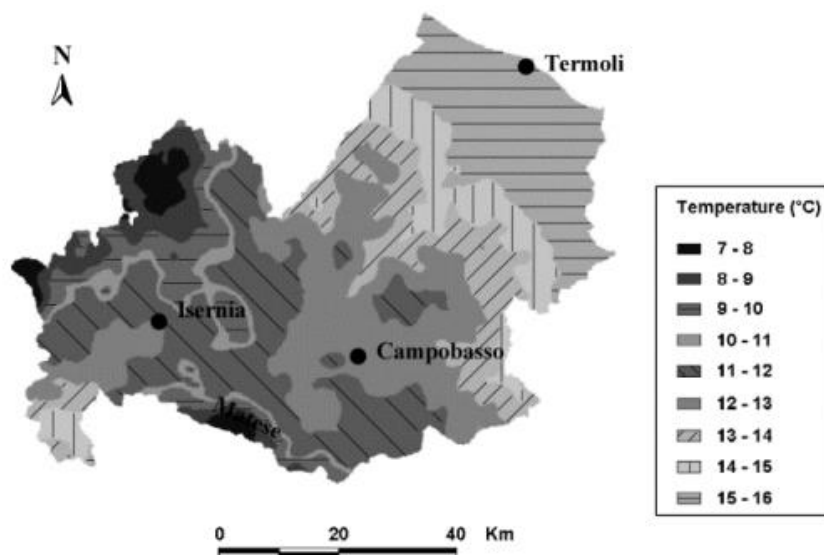 Termoli
N
Temperature (°C)
7 - 8
8 - 9
9 - 10
10 - 11
11 - 12
12 - 13
13 - 14
14 - 15
15 - 16
Isernia
Campobasso
Matese
0 20 40 Km